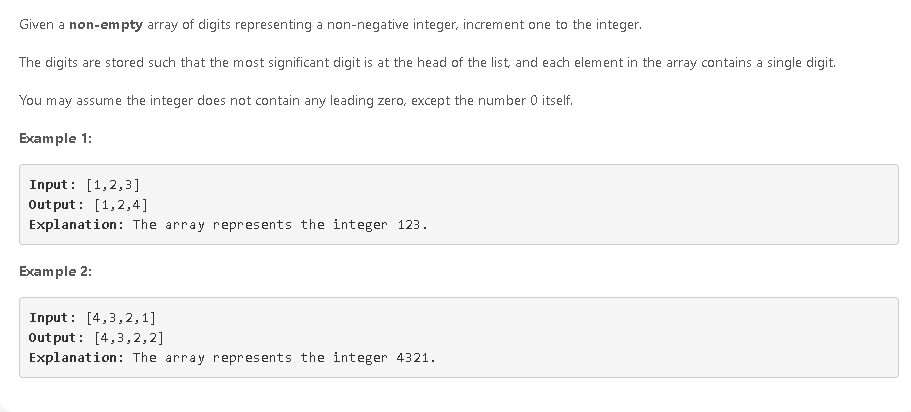 Given a non-empty array of digits representing a non-negative integer, increment one to the integer.
The digits are stored such that the most significant digit is at the head of the list, and each element in the array contains a single digit.
You may assume the integer does not contain any leading zero, except the number 0 itself.
Example 1:
Input: [1,2,3]
Output: [1,2,4]
Explanation: The array represents the integer 123.
Example 2:
Input: [4,3,2,1]
Output: [4,3,2,2]
Explanation: The array represents the integer 4321.